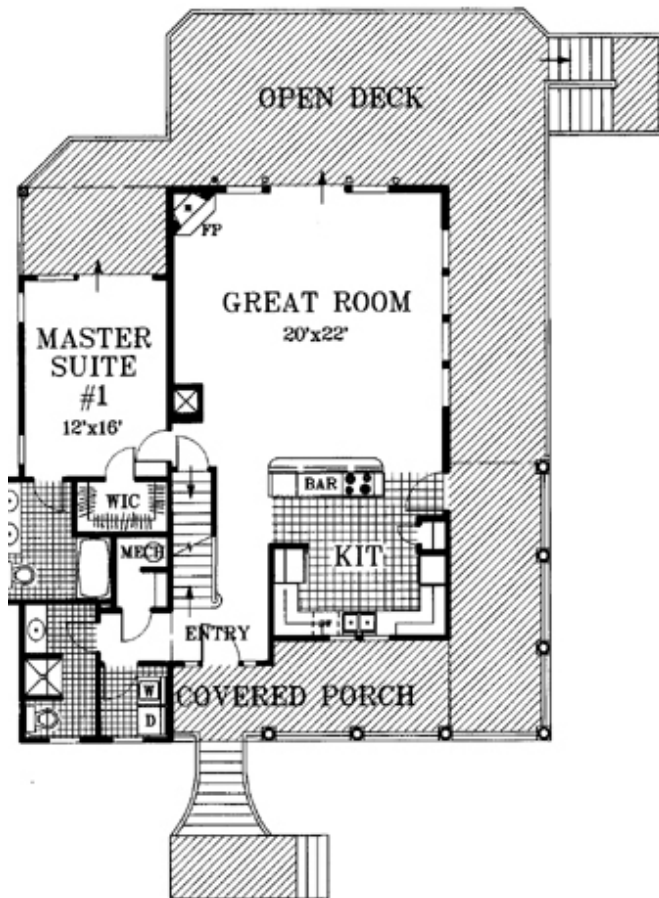 OPEN DECK
FP
GREAT ROOM
20'x22'
MASTER
SUITE
#1
12'x16'
BAR
WIC
MECH
KIT
ENTRY
W
D
COVERED PORCH